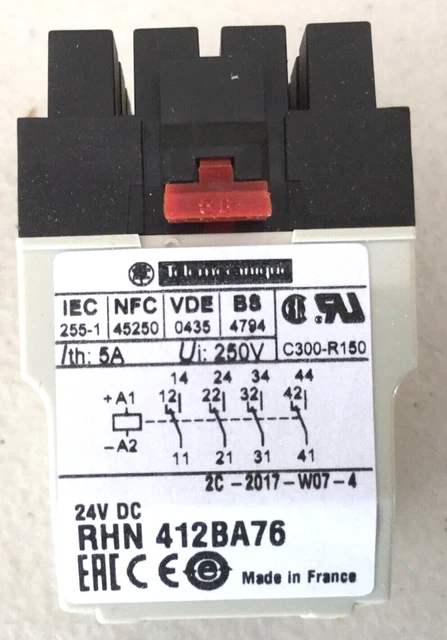 Telemecanique
IEC NFC VDE BS
255-1 45250 0435 4794
Ith: 5A Ui: 250V C300-R150
14 24 34 44
+A1 12 22 32 42
-A2
11 21 31 41
2C-2017-W07-4
24V DC
RHN 412BA76
EAC CE Made in France